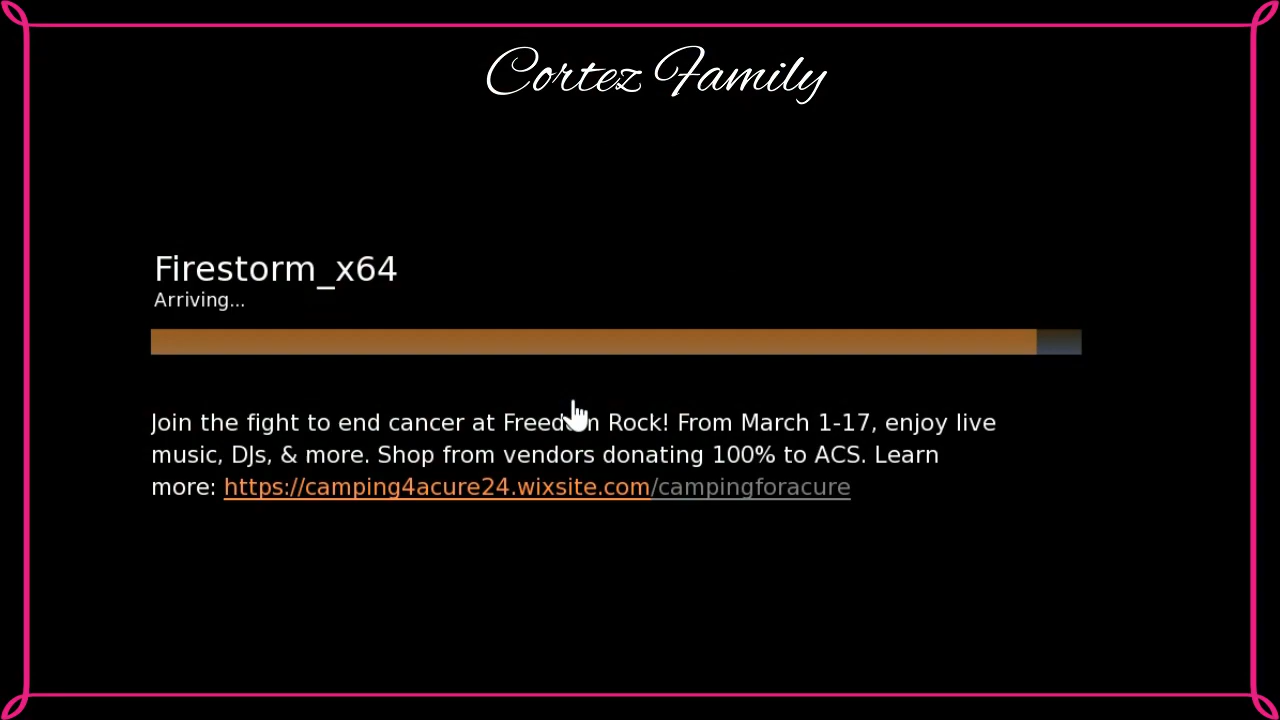 Cortez Family
Firestorm_x64
Arriving...
Join the fight to end cancer at Rock! From March 1-17, enjoy live
music, DJs, & more. Shop from vendors donating 100% to ACS. Learn
more: https://camping4acure24.wixsite.com/campingforacure